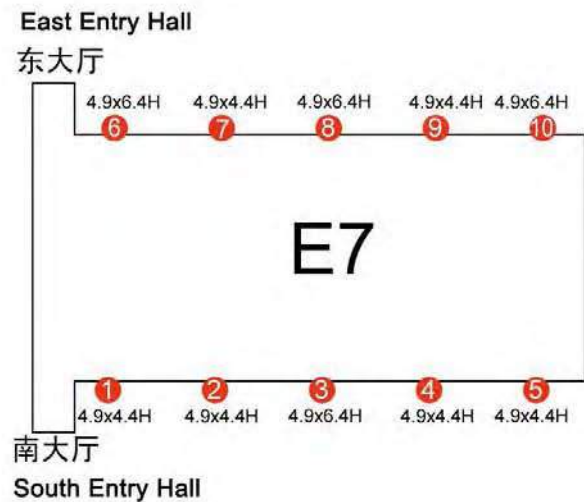 East Entry Hall
东大厅
4.9x6.4H 4.9x4.4H 4.9x6.4H 4.9x4.4H 4.9x6.4H
6 7 8 9 10
E7
1 2 3 4 5
4.9x4.4H 4.9x4.4H 4.9x6.4H 4.9x4.4H 4.9x4.4H
南大厅
South Entry Hall